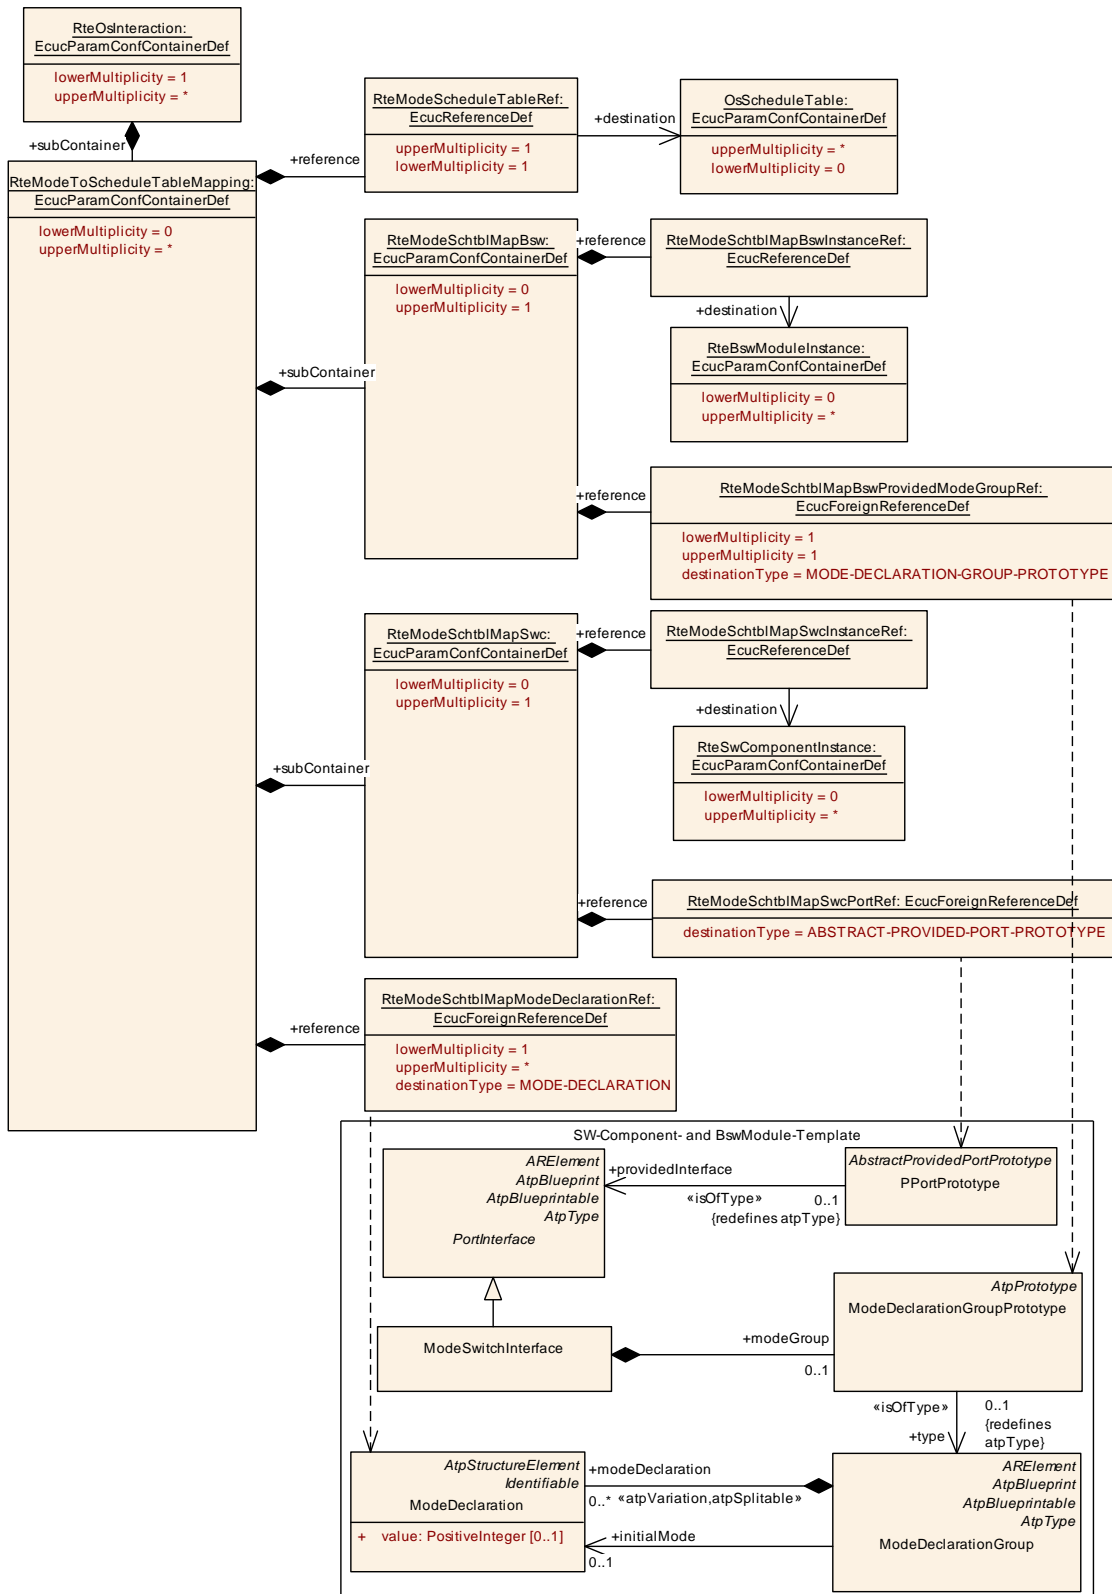 RteOsInteraction:
EcucParamConfContainerDef
lowerMultiplicity = 1
upperMultiplicity = *
+subContainer
RteModeToScheduleTableMapping:
EcucParamConfContainerDef
lowerMultiplicity = 0
upperMultiplicity = *
+reference
RteModeScheduleTableRef:
EcucReferenceDef
upperMultiplicity = 1
lowerMultiplicity = 1
+destination
OsScheduleTable:
EcucParamConfContainerDef
upperMultiplicity = *
lowerMultiplicity = 0
+subContainer
RteModeSchtblMapBsw:
EcucParamConfContainerDef
lowerMultiplicity = 0
upperMultiplicity = 1
+reference
RteModeSchtblMapBswInstanceRef:
EcucReferenceDef
+destination
RteBswModuleInstance:
EcucParamConfContainerDef
lowerMultiplicity = 0
upperMultiplicity = *
+reference
RteModeSchtblMapBswProvidedModeGroupRef:
EcucForeignReferenceDef
lowerMultiplicity = 1
upperMultiplicity = 1
destinationType = MODE-DECLARATION-GROUP-PROTOTYPE
+subContainer
RteModeSchtblMapSwc:
EcucParamConfContainerDef
lowerMultiplicity = 0
upperMultiplicity = 1
+reference
RteModeSchtblMapSwcInstanceRef:
EcucReferenceDef
+destination
RteSwComponentInstance:
EcucParamConfContainerDef
lowerMultiplicity = 0
upperMultiplicity = *
+reference
RteModeSchtblMapSwcPortRef: EcucForeignReferenceDef
destinationType = ABSTRACT-PROVIDED-PORT-PROTOTYPE
+reference
RteModeSchtblMapModeDeclarationRef:
EcucForeignReferenceDef
lowerMultiplicity = 1
upperMultiplicity = *
destinationType = MODE-DECLARATION
SW-Component- and BswModule-Template
ARElement
AtpBlueprint
AtpBlueprintable
AtpType
PortInterface
+providedInterface
«isOfType»
0..1
{redefines atpType}
AbstractProvidedPortPrototype
PPortPrototype
ModeSwitchInterface
+modeGroup
0..1
AtpPrototype
ModeDeclarationGroupPrototype
«isOfType»
+type
0..1
{redefines
atpType}
AtpStructureElement
Identifiable
ModeDeclaration
+ value: PositiveInteger [0..1]
+modeDeclaration
0..* «atpVariation,atpSplitable»
+initialMode
0..1
ARElement
AtpBlueprint
AtpBlueprintable
AtpType
ModeDeclarationGroup